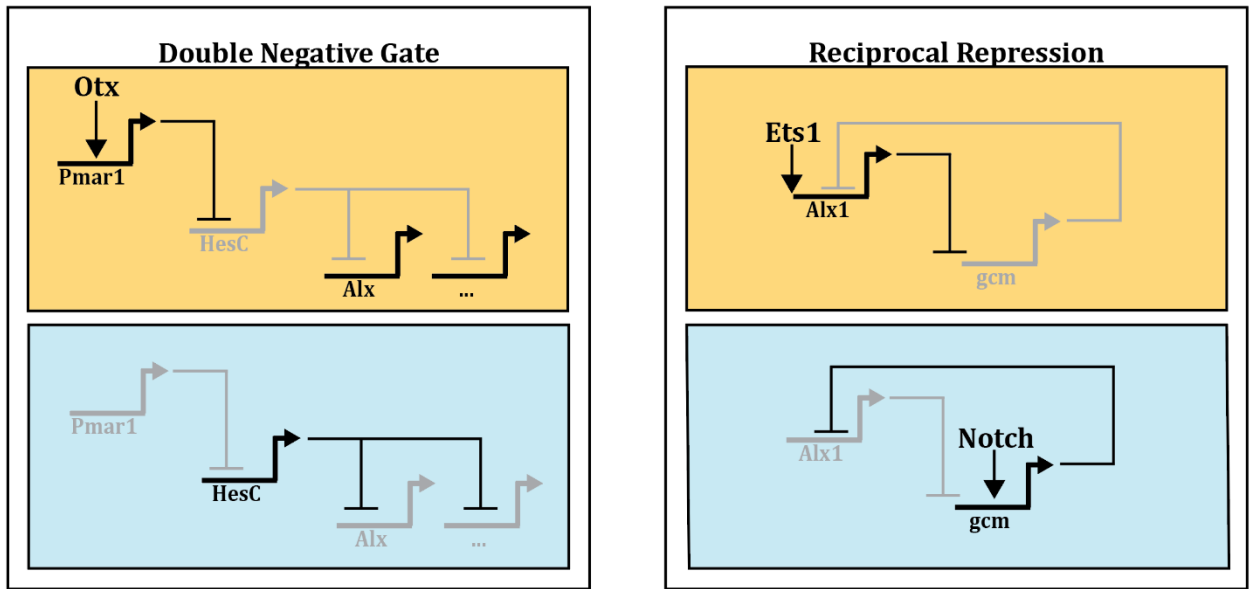 Double Negative Gate
Otx
Pmar1
HesC
Alx
...
Pmar1
HesC
Alx
...
Reciprocal Repression
Ets1
Alx1
gcm
Alx1
Notch
gcm